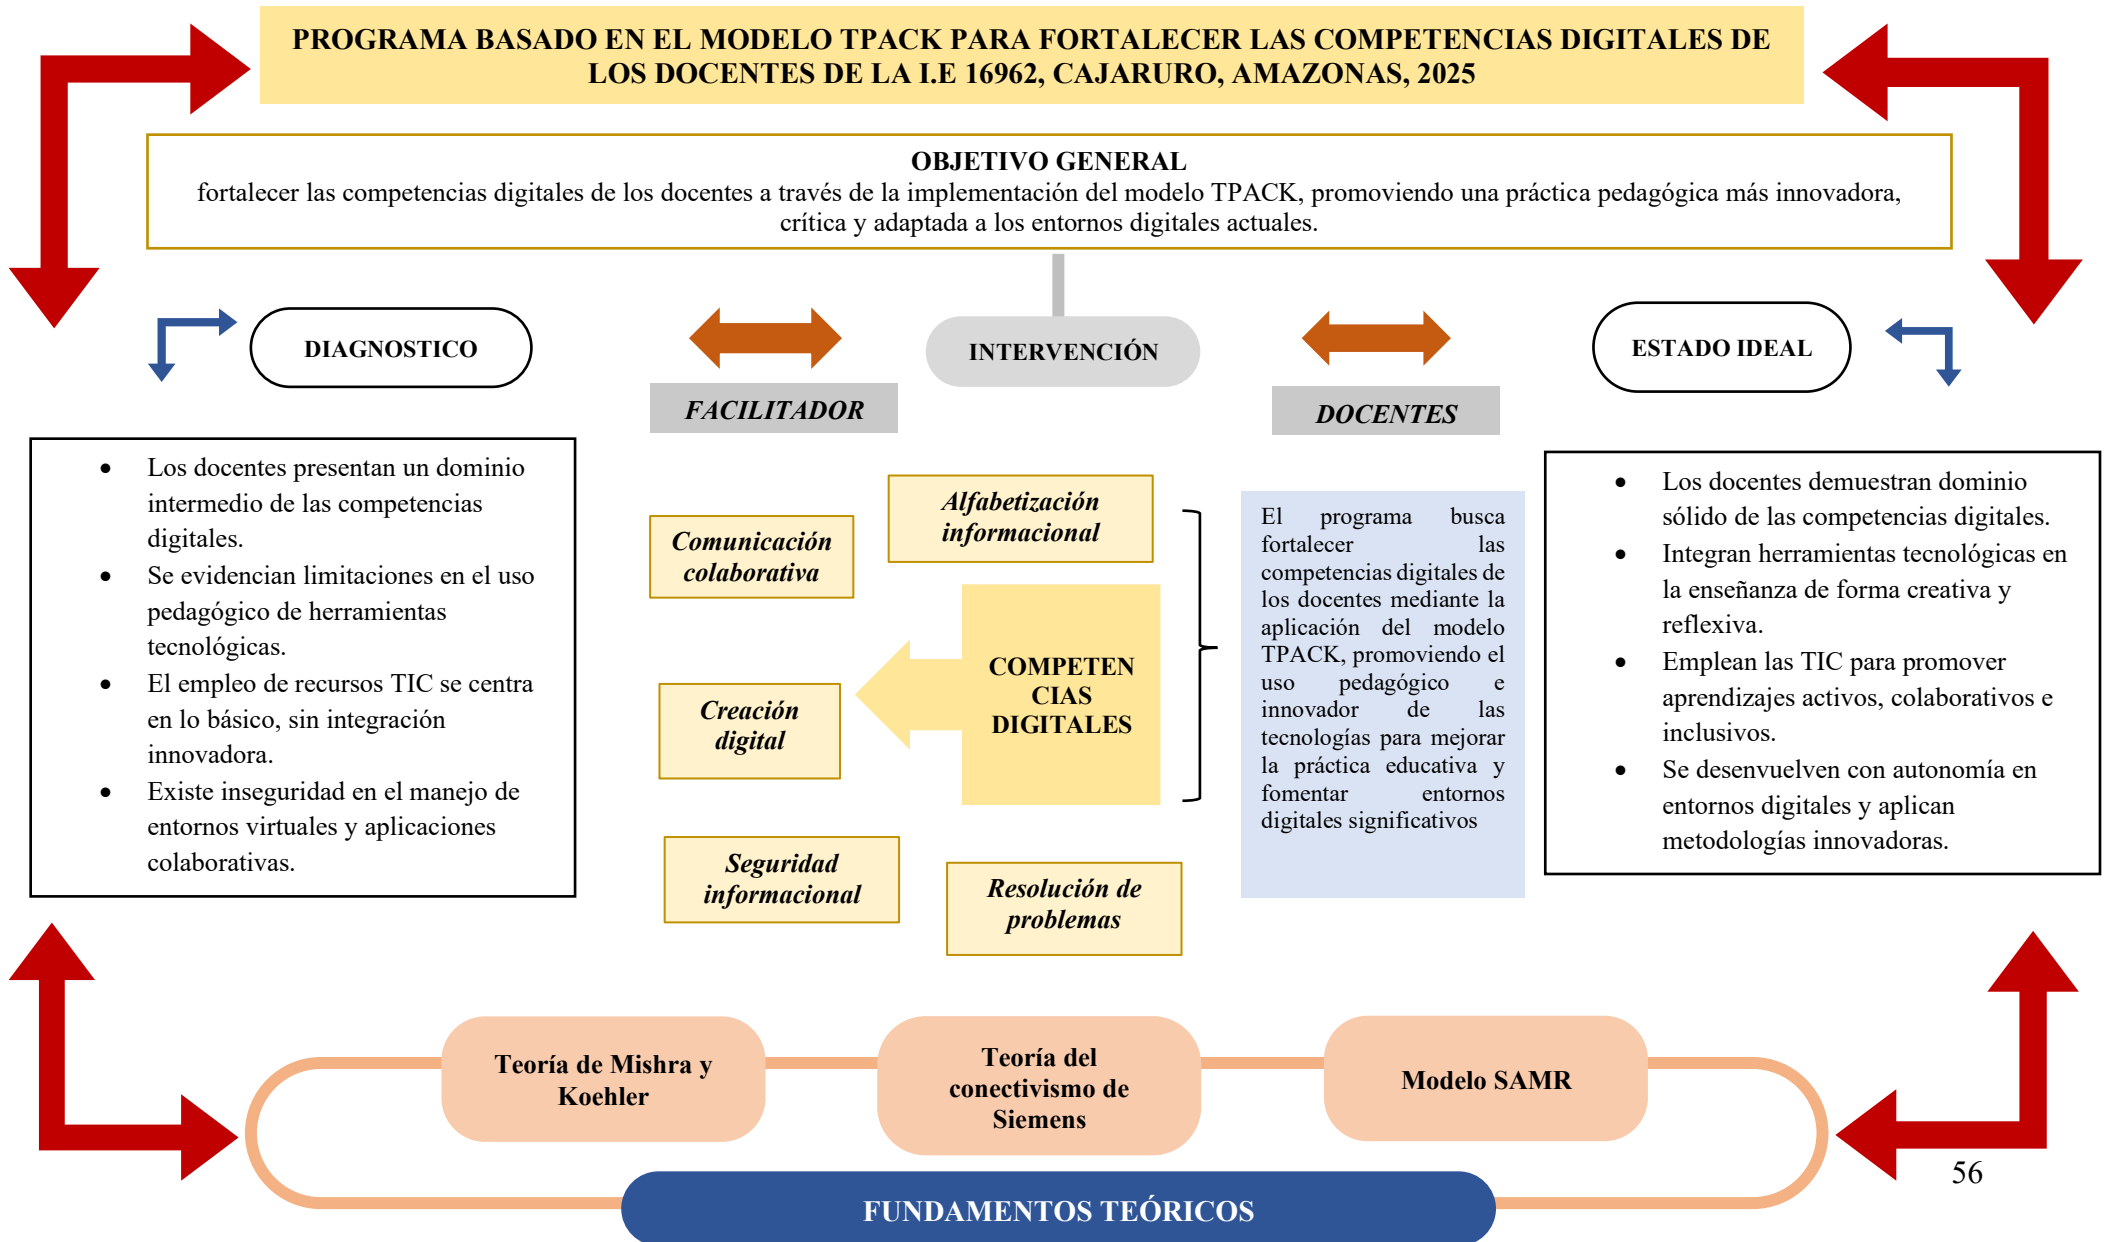 PROGRAMA BASADO EN EL MODELO TPACK PARA FORTALECER LAS COMPETENCIAS DIGITALES DE
LOS DOCENTES DE LA I.E 16962, CAJARURO, AMAZONAS, 2025
OBJETIVO GENERAL
fortalecer las competencias digitales de los docentes a través de la implementación del modelo TPACK, promoviendo una práctica pedagógica más innovadora,
crítica y adaptada a los entornos digitales actuales.
DIAGNOSTICO
INTERVENCIÓN
ESTADO IDEAL
FACILITADOR
DOCENTES
• Los docentes presentan un dominio
intermedio de las competencias
digitales.
• Se evidencian limitaciones en el uso
pedagógico de herramientas
tecnológicas.
• El empleo de recursos TIC se centra
en lo básico, sin integración
innovadora.
• Existe inseguridad en el manejo de
entornos virtuales y aplicaciones
colaborativas.
Alfabetización
informacional
Comunicación
colaborativa
COMPETEN
CIAS
DIGITALES
Creación
digital
Seguridad
informacional
Resolución de
problemas
El programa busca
fortalecer las
competencias digitales de
los docentes mediante la
aplicación del modelo
TPACK, promoviendo el
uso pedagógico e
innovador de las
tecnologías para mejorar
la práctica educativa y
fomentar entornos
digitales significativos
• Los docentes demuestran dominio
sólido de las competencias digitales.
• Integran herramientas tecnológicas en
la enseñanza de forma creativa y
reflexiva.
• Emplean las TIC para promover
aprendizajes activos, colaborativos e
inclusivos.
• Se desenvuelven con autonomía en
entornos digitales y aplican
metodologías innovadoras.
Teoría de Mishra y
Koehler
Teoría del
conectivismo de
Siemens
Modelo SAMR
56
FUNDAMENTOS TEÓRICOS